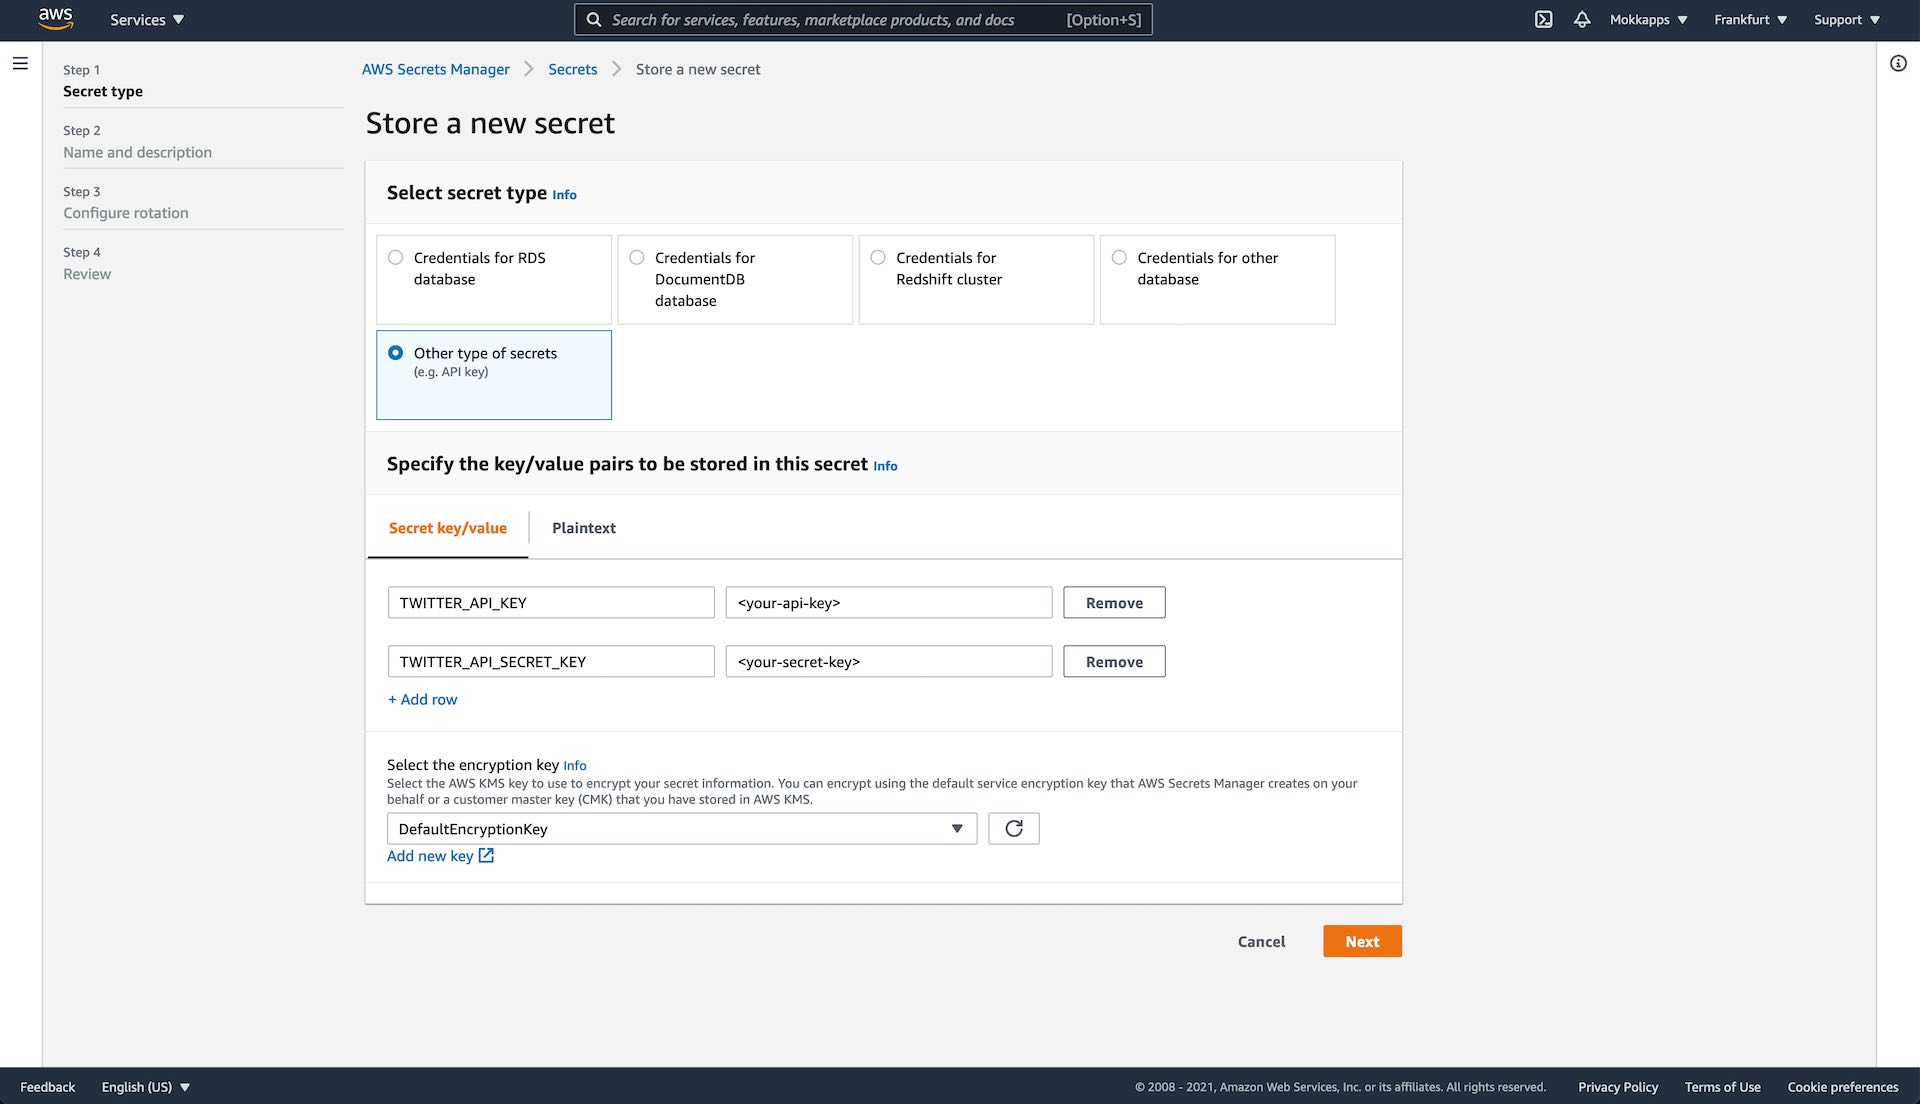 aws
Services
Search for services, features, marketplace products, and docs
[Option+S]
Mokkapps
Frankfurt
Support
Step 1
Secret type
Step 2
Name and description
Step 3
Configure rotation
Step 4
Review
AWS Secrets Manager
Secrets
Store a new secret
Store a new secret
Select secret type Info
Credentials for RDS
database
Credentials for
DocumentDB
database
Credentials for
Redshift cluster
Credentials for other
database
Other type of secrets
(e.g. API key)
Specify the key/value pairs to be stored in this secret Info
Secret key/value
Plaintext
TWITTER_API_KEY
<your-api-key>
Remove
TWITTER_API_SECRET_KEY
<your-secret-key>
Remove
+ Add row
Select the encryption key Info
Select the AWS KMS key to use to encrypt your secret information. You can encrypt using the default service encryption key that AWS Secrets Manager creates on your
behalf or a customer master key (CMK) that you have stored in AWS KMS.
DefaultEncryptionKey
Add new key
Cancel
Next
Feedback
English (US)
© 2008 - 2021, Amazon Web Services, Inc. or its affiliates. All rights reserved.
Privacy Policy
Terms of Use
Cookie preferences